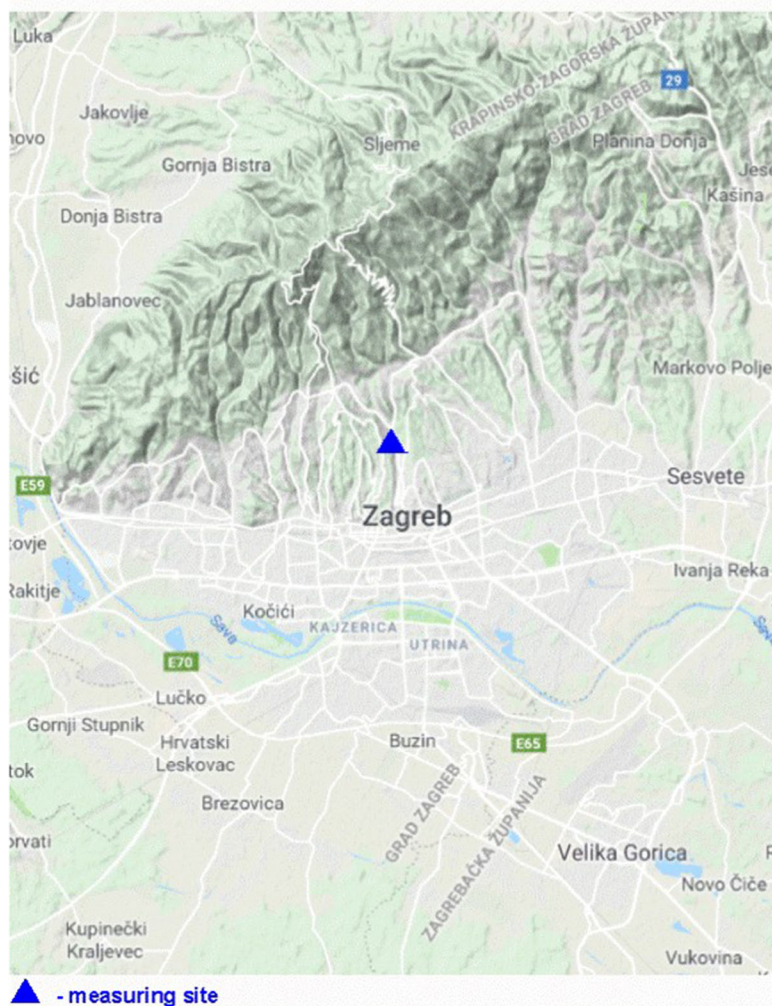 Luka
KRAPINSKO-ZAGORSKA ŽUPAN
29
Jakovlje
GRAD ZAGREB
novo
Sljeme
Planina Donja
Gornja Bistra
Jese
Kašina
Donja Bistra
Jablanovec
šić
Markovo Polje
E59
Sesvete
Zagreb
tovje
Rakitje
Ivanja Reka
Kočići
Sava
KAJZERICA
UTRINA
E70
Lučko
Gornji Stupnik
Hrvatski
Leskovac
Buzin
E65
tok
Brezovica
GRAD ZAGREB
ZAGREBAČKA ŽUPANIJA
orvati
Velika Gorica
Novo Čiče
Kupinečki
Kraljevec
Vukovina
- measuring site